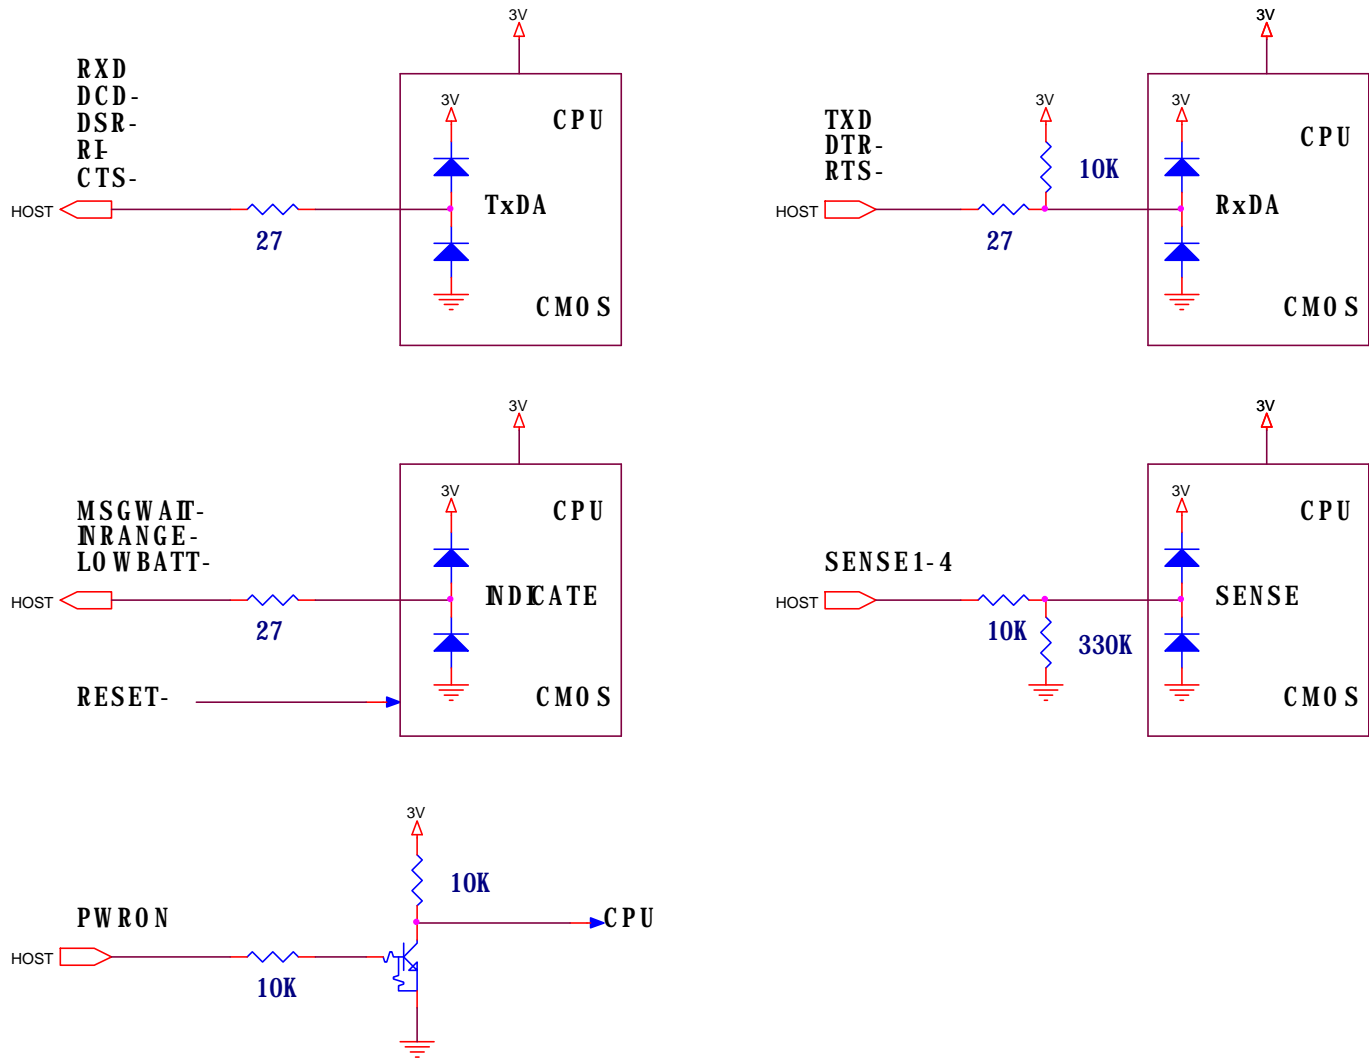 3V
RXD
DCD-
DSR-
RI-
CTS-
3V
CPU
HOST
TxDA
27
CMOS
3V
TXD
DTR-
RTS-
3V
10K
3V
CPU
HOST
RxDA
27
CMOS
3V
MSGWAIT-
INRANGE-
LOWBATT-
3V
CPU
HOST
INDICATE
27
RESET-
CMOS
3V
3V
CPU
SENSE1-4
HOST
SENSE
10K
330K
CMOS
3V
10K
PWRON
CPU
HOST
10K